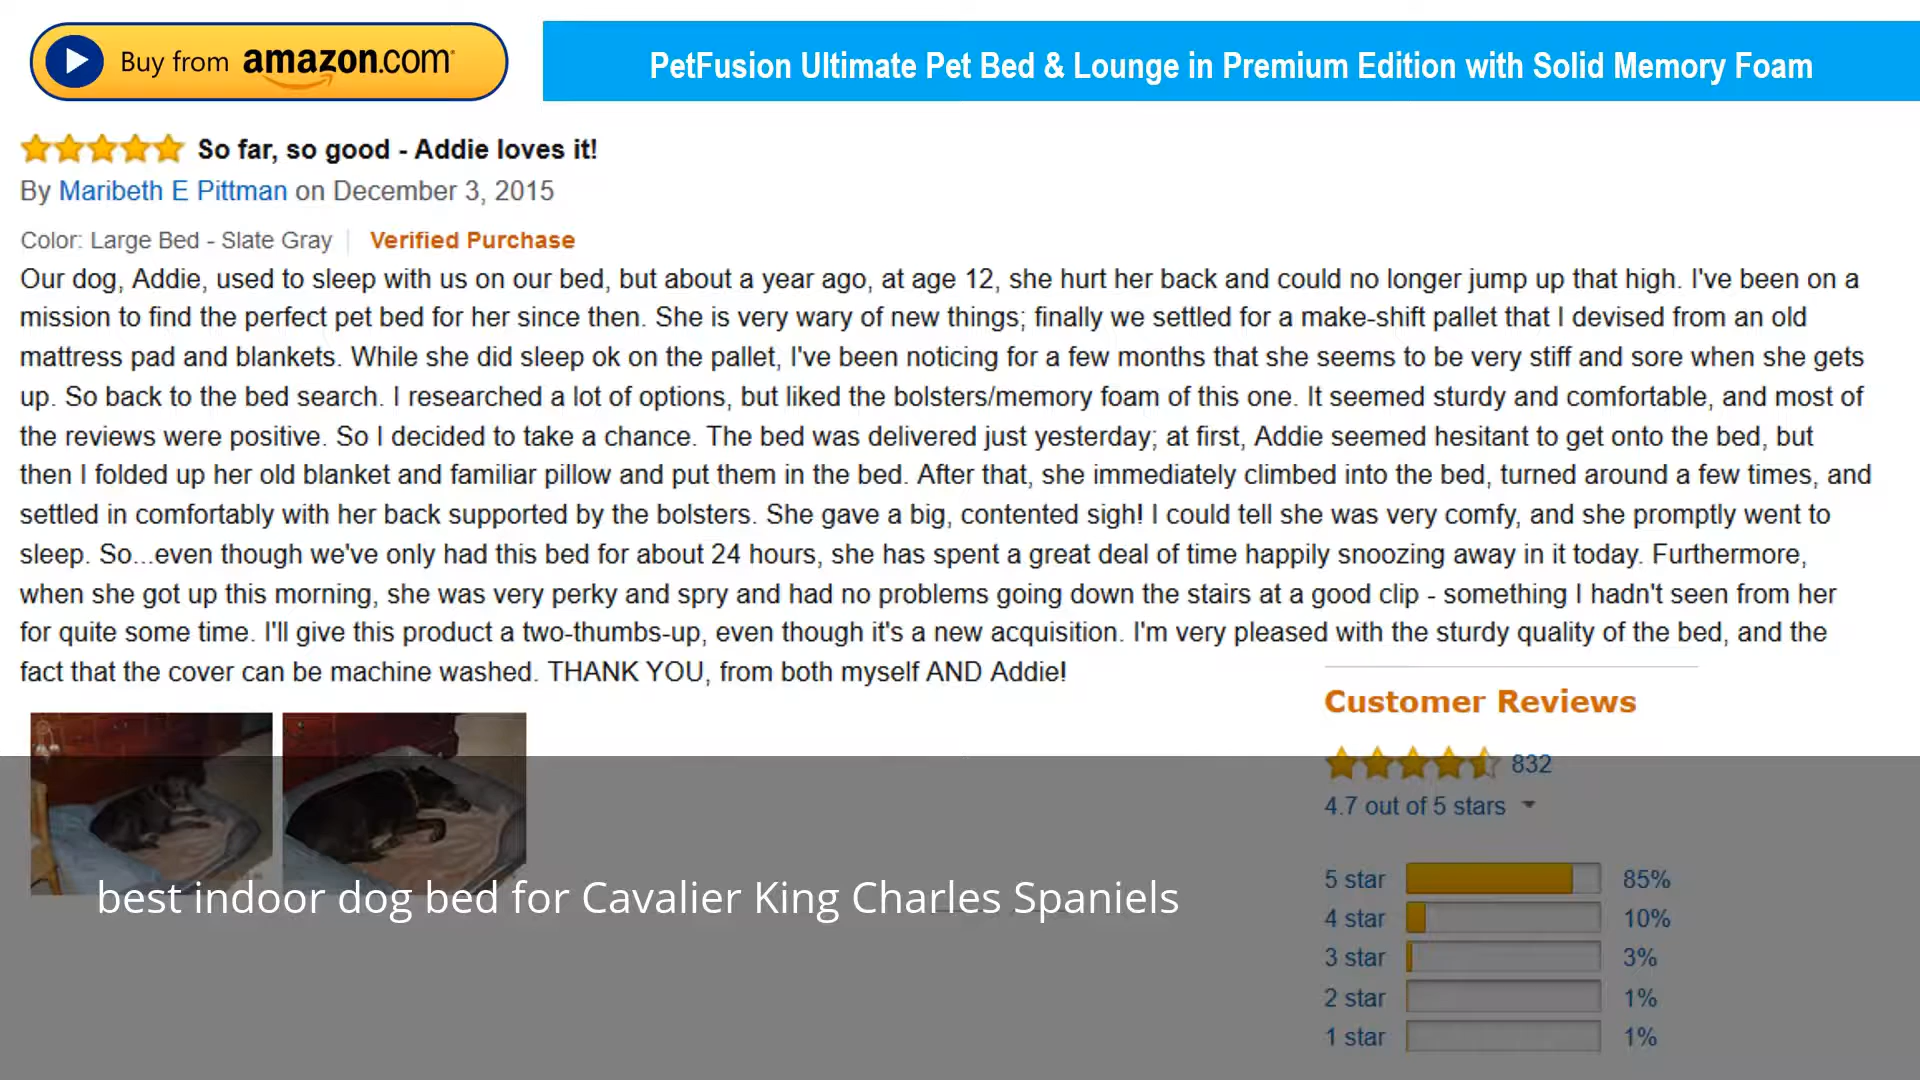 Buy from amazon.com
PetFusion Ultimate Pet Bed & Lounge in Premium Edition with Solid Memory Foam
So far, so good - Addie loves it!
By Maribeth E Pittman on December 3, 2015
Color: Large Bed - Slate Gray | Verified Purchase
Our dog, Addie, used to sleep with us on our bed, but about a year ago, at age 12, she hurt her back and could no longer jump up that high. I've been on a
mission to find the perfect pet bed for her since then. She is very wary of new things; finally we settled for a make-shift pallet that I devised from an old
mattress pad and blankets. While she did sleep ok on the pallet, I've been noticing for a few months that she seems to be very stiff and sore when she gets
up. So back to the bed search. I researched a lot of options, but liked the bolsters/memory foam of this one. It seemed sturdy and comfortable, and most of
the reviews were positive. So I decided to take a chance. The bed was delivered just yesterday; at first, Addie seemed hesitant to get onto the bed, but
then I folded up her old blanket and familiar pillow and put them in the bed. After that, she immediately climbed into the bed, turned around a few times, and
settled in comfortably with her back supported by the bolsters. She gave a big, contented sigh! I could tell she was very comfy, and she promptly went to
sleep. So...even though we've only had this bed for about 24 hours, she has spent a great deal of time happily snoozing away in it today. Furthermore,
when she got up this morning, she was very perky and spry and had no problems going down the stairs at a good clip - something I hadn't seen from her
for quite some time. I'll give this product a two-thumbs-up, even though it's a new acquisition. I'm very pleased with the sturdy quality of the bed, and the
fact that the cover can be machine washed. THANK YOU, from both myself AND Addie!
Customer Reviews
832
4.7 out of 5 stars
5 star 85%
4 star 10%
3 star 3%
2 star 1%
1 star 1%
best indoor dog bed for Cavalier King Charles Spaniels